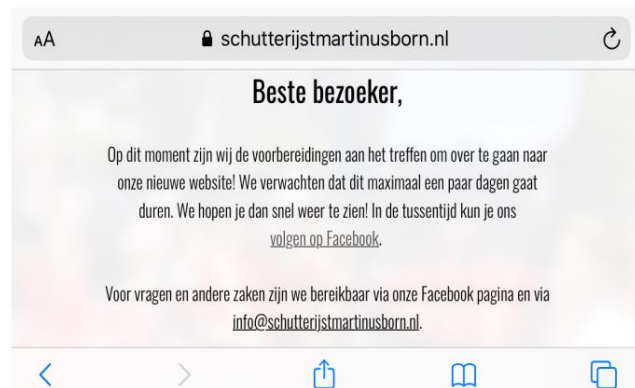 AA schutterijstmartinusborn.nl
Beste bezoeker,
Op dit moment zijn wij de voorbereidingen aan het treffen om over te gaan naar
onze nieuwe website! We verwachten dat dit maximaal een paar dagen gaat
duren. We hopen je dan snel weer te zien! In de tussentijd kun je ons
volgen op Facebook.
Voor vragen en andere zaken zijn we bereikbaar via onze Facebook pagina en via
info@schutterijstmartinusborn.nl.